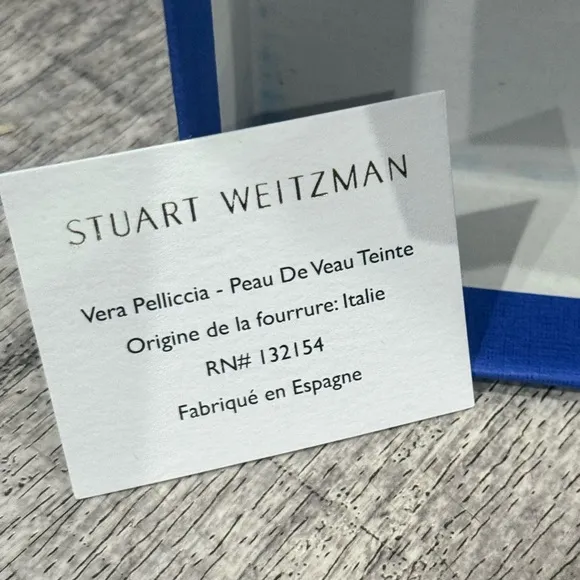 STUART WEITZMAN
Vera Pelliccia - Peau De Veau Teinte
Origine de la fourrure: Italie
RN# 132154
Fabriqué en Espagne